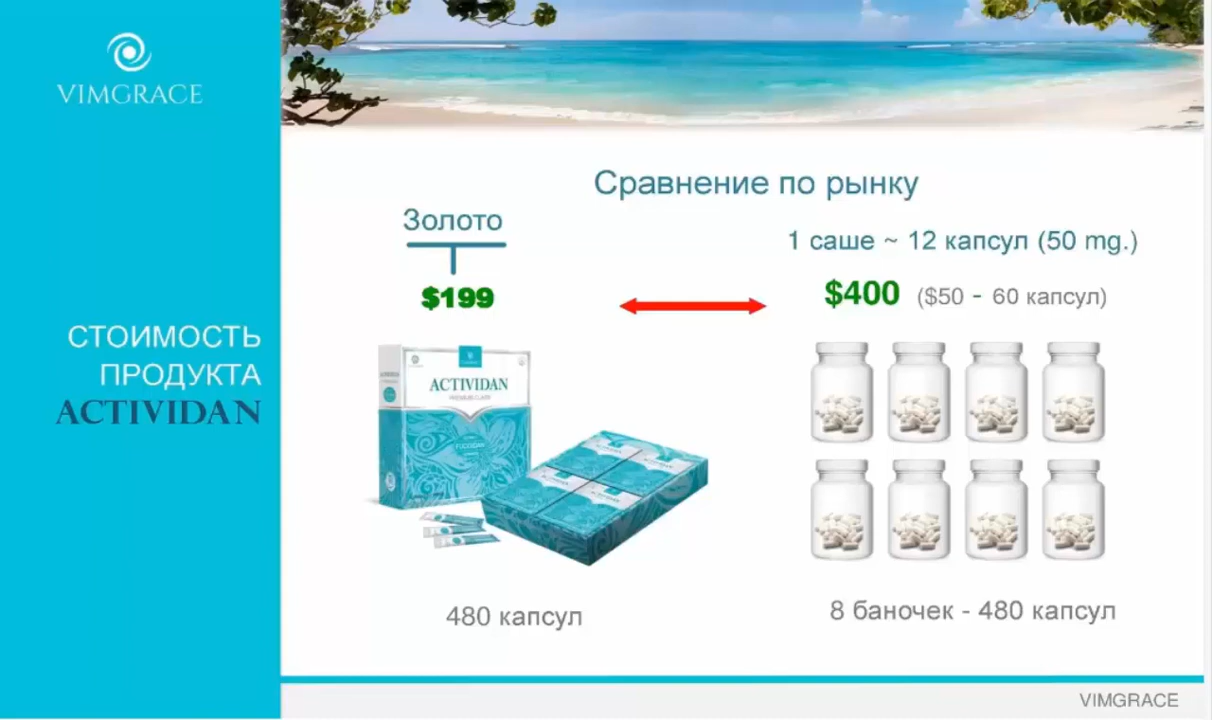 VIMGRACE
СТОИМОСТЬ
ПРОДУКТА
ACTIVIDAN
Сравнение по рынку
Золото
$199
1 саше ~ 12 капсул (50 mg.)
$400 ($50 - 60 капсул)
ACTIVIDAN
FUCOIDAN
480 капсул
8 баночек - 480 капсул
VIMGRACE